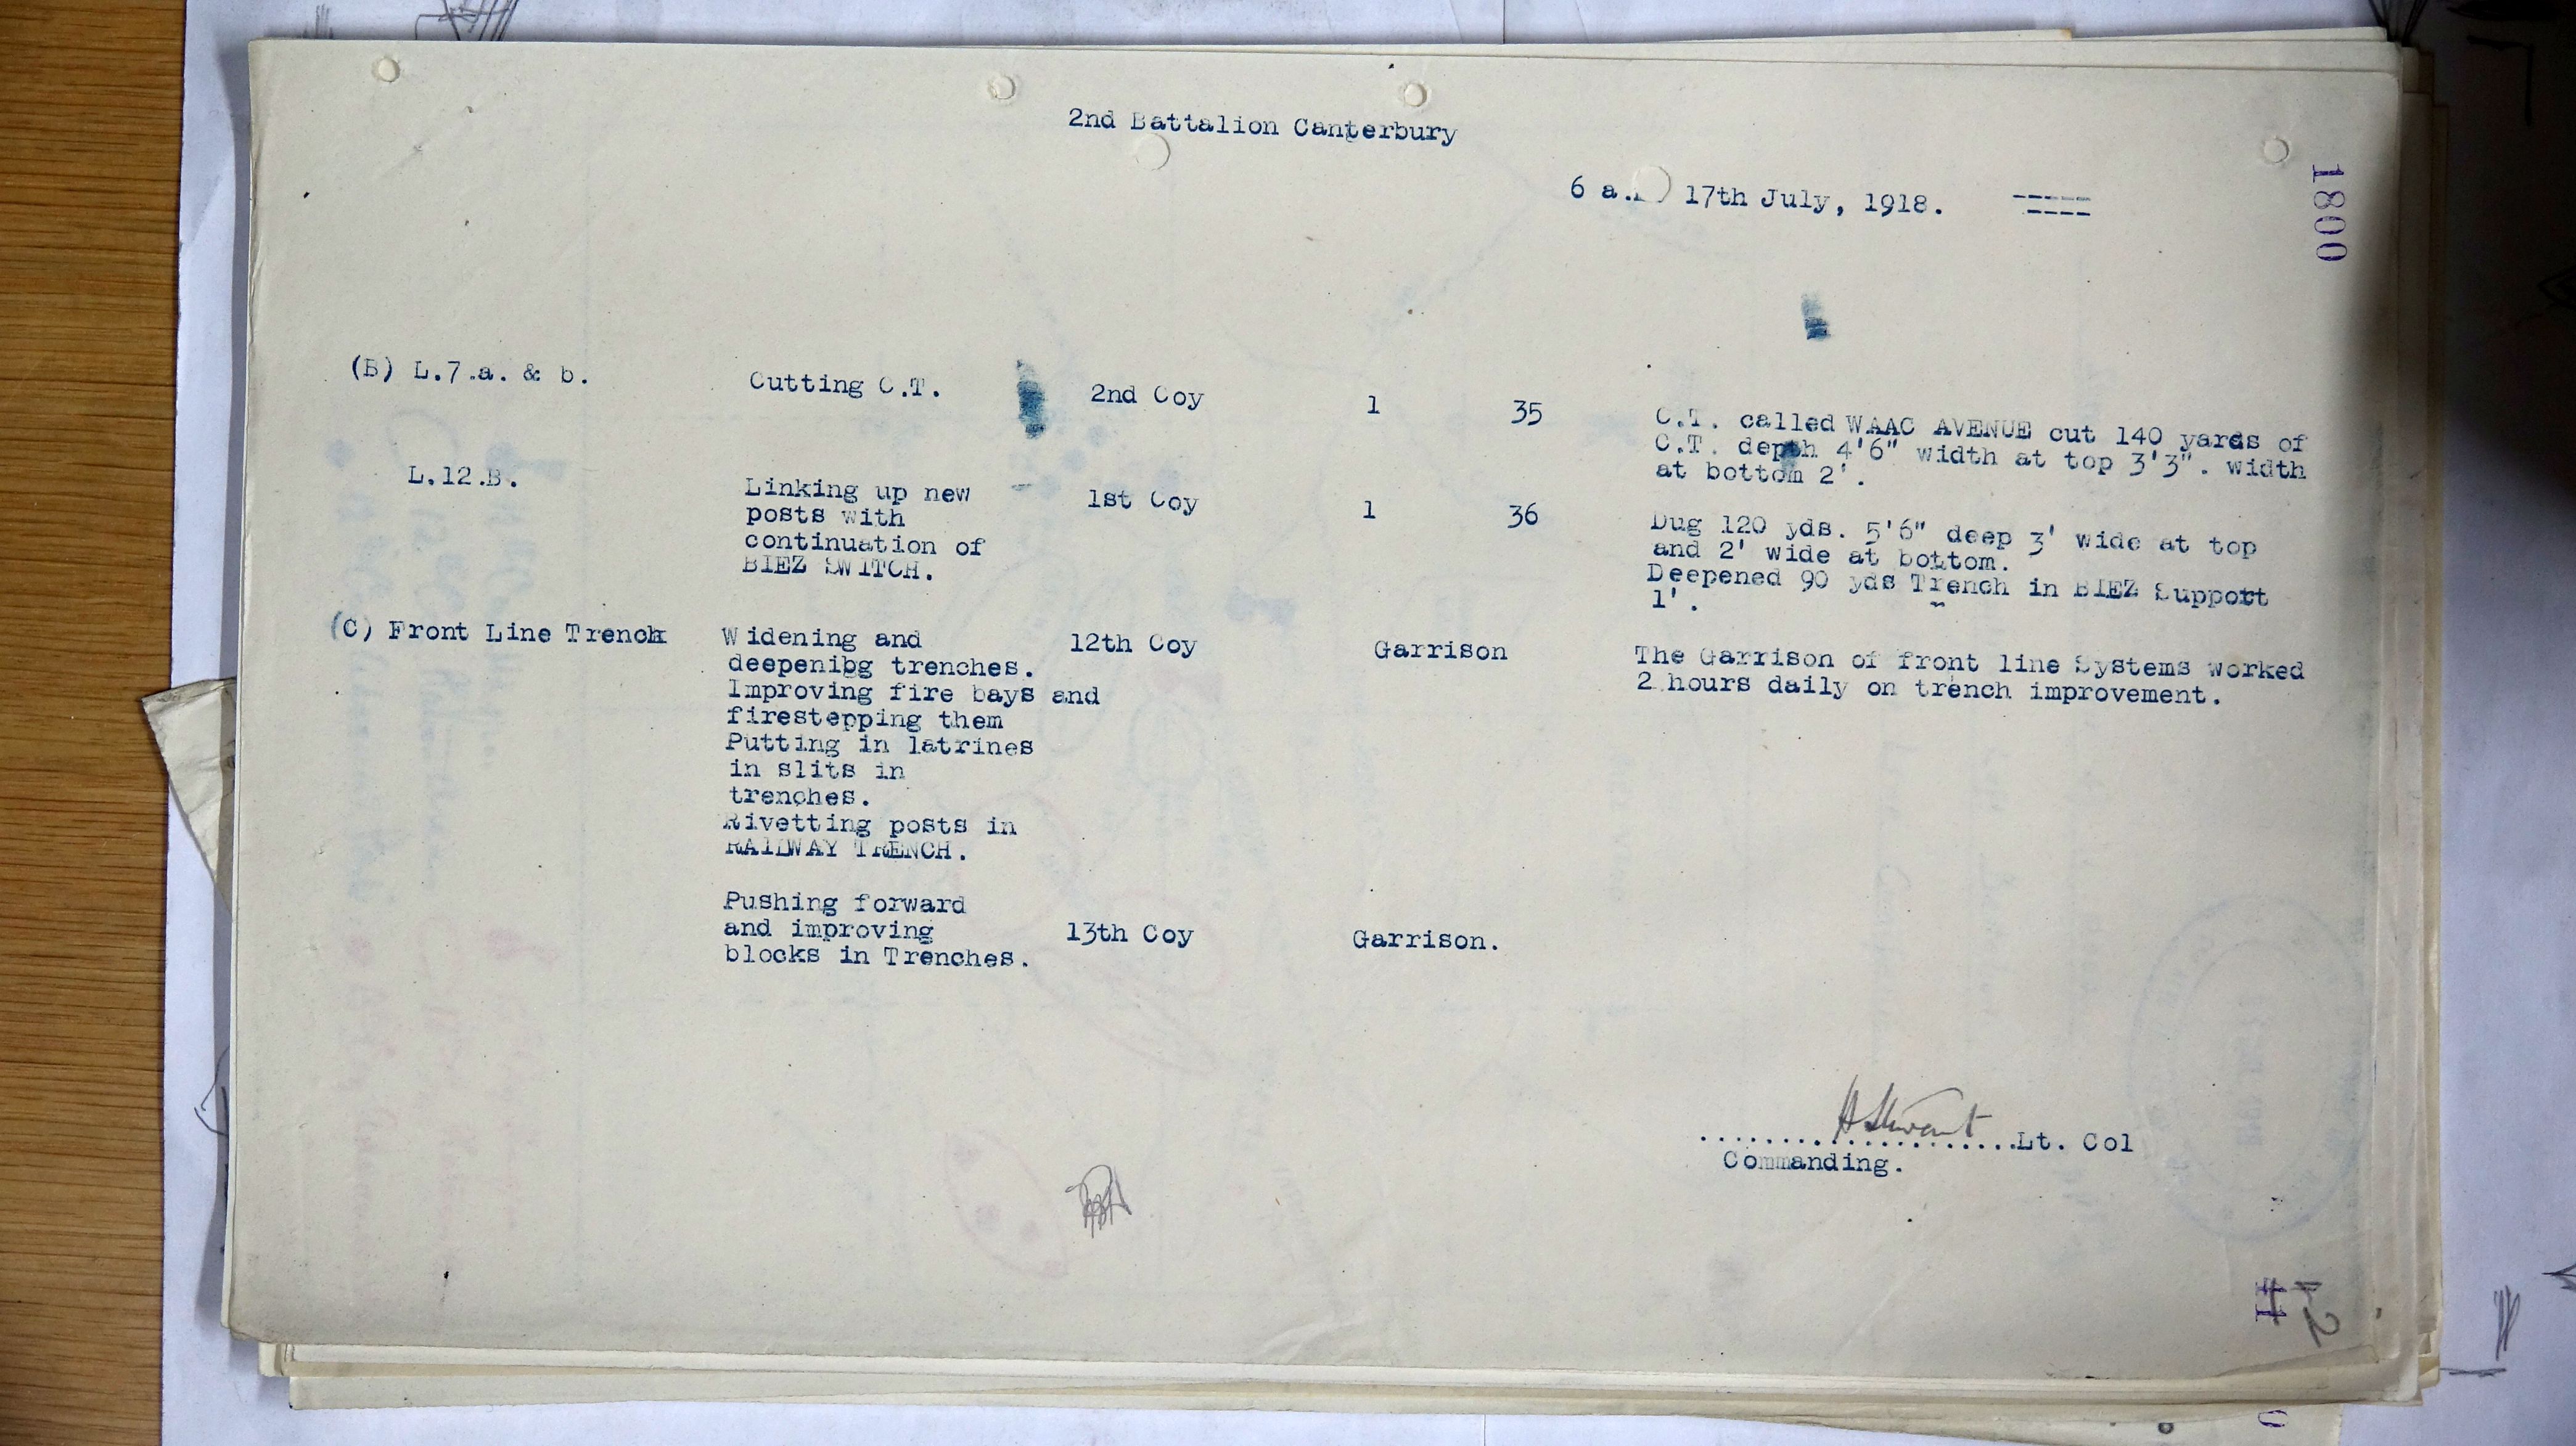 2nd Battalion Canterbury
6 a. 17th July, 1918.
1800
(B) L.7.a. & b. Cutting C.T. 2nd Coy 1 35
C.T. called WAAC AVENUE cut 140 yards of
C.T. depth 4'6" width at top 3'3". width
at bottom 2'.
L.12.B. Linking up new
posts with
continuation of
BIEZ SWITCH.
1st Coy 1 36
Dug 120 yds. 5'6" deep 3' wide at top
and 2' wide at bottom.
Deepened 90 yds Trench in BIEZ Support
1'.
(C) Front Line Trench
Widening and
deepenibg trenches.
Improving fire bays and
firestepping them
Putting in latrines
in slits in
trenches.
Rivetting posts in
RAILWAY TRENCH.
12th Coy Garrison
The Garrison of front line Systems worked
2 hours daily on trench improvement.
Pushing forward
and improving
blocks in Trenches.
13th Coy Garrison.
H Stewart
Lt. Col
Commanding.